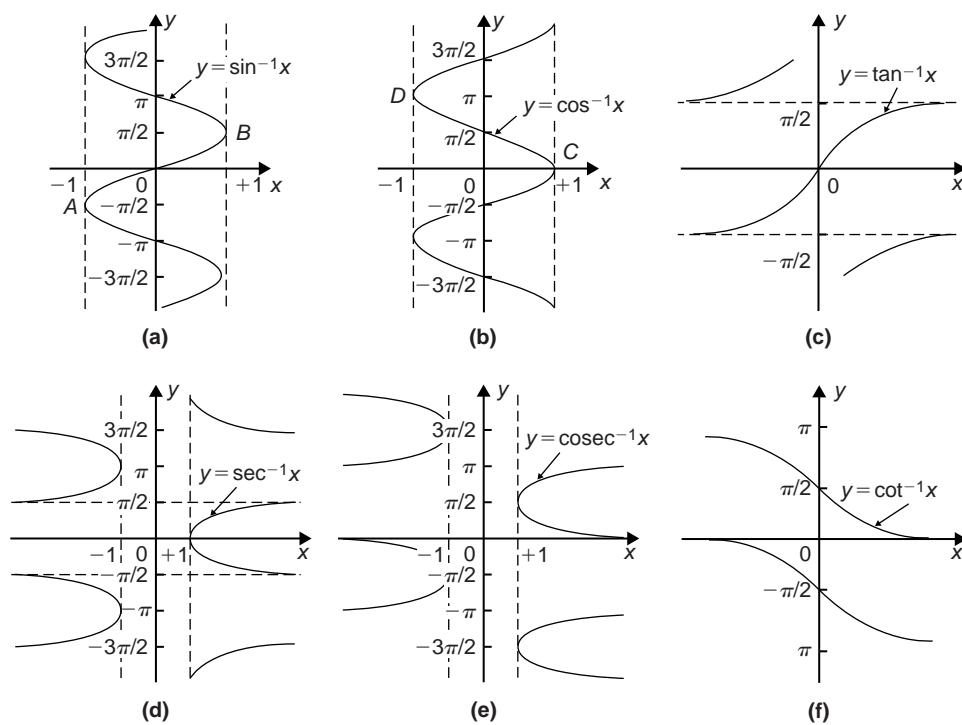 y
3π/2
y=sin⁻¹x
π
π/2
B
−1
0
+1 x
A
−π/2
−π
−3π/2
(a)
y
3π/2
D
π
y=cos⁻¹x
π/2
C
−1
0
+1
x
−π/2
−π
−3π/2
(b)
y
y=tan⁻¹x
π/2
0
x
−π/2
(c)
y
3π/2
π
y=sec⁻¹x
π/2
−1
0
+1
x
−π/2
−π
−3π/2
(d)
y
3π/2
y=cosec⁻¹x
π
π/2
−1
0
+1
x
−π/2
−π
−3π/2
(e)
y
π
π/2
y=cot⁻¹x
0
x
−π/2
π
(f)